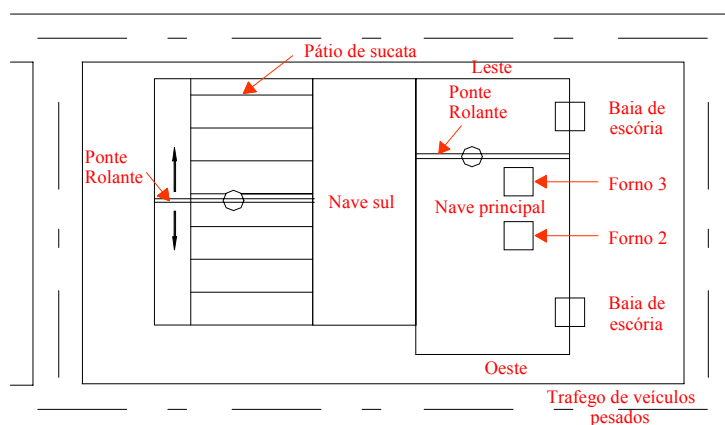 Pátio de sucata
Leste
Ponte
Rolante
Baia de
escória
Ponte
Rolante
Forno 3
Nave sul
Nave principal
Forno 2
Baia de
escória
Oeste
Trafego de veículos
pesados